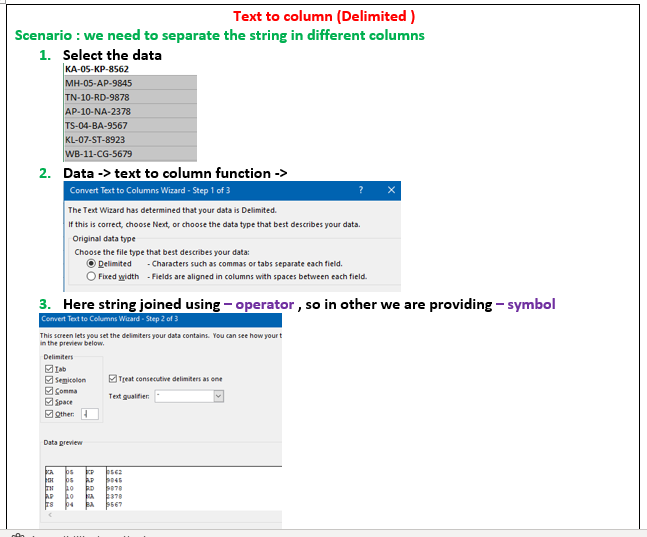 Text to column (Delimited )
Scenario : we need to separate the string in different columns
1. Select the data
KA-05-KP-8562
MH-05-AP-9845
TN-10-RD-9878
AP-10-NA-2378
TS-04-BA-9567
KL-07-ST-8923
WB-11-CG-5679
2. Data -> text to column function ->
Convert Text to Columns Wizard - Step 1 of 3 ? X
The Text Wizard has determined that your data is Delimited.
If this is correct, choose Next, or choose the data type that best describes your data.
Original data type
Choose the file type that best describes your data:
Delimited - Characters such as commas or tabs separate each field.
Fixed width - Fields are aligned in columns with spaces between each field.
3. Here string joined using – operator , so in other we are providing – symbol
Convert Text to Columns Wizard - Step 2 of 3
This screen lets you set the delimiters your data contains. You can see how your t
in the preview below.
Delimiters
Tab
Semicolon
Comma
Space
Other: -
Treat consecutive delimiters as one
Text qualifier: "
Data preview
KA 05 KP 8562
MH 05 AP 9845
TN 10 RD 9878
AP 10 NA 2378
TS 04 BA 9567